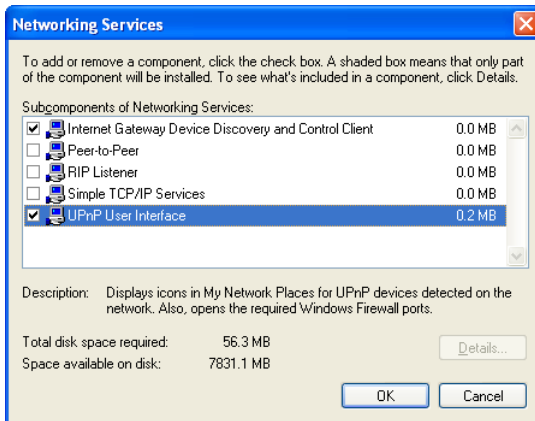 Networking Services
To add or remove a component, click the check box. A shaded box means that only part
of the component will be installed. To see what's included in a component, click Details.
Subcomponents of Networking Services:
Internet Gateway Device Discovery and Control Client 0.0 MB
Peer-to-Peer 0.0 MB
RIP Listener 0.0 MB
Simple TCP/IP Services 0.0 MB
UPnP User Interface 0.2 MB
Description: Displays icons in My Network Places for UPnP devices detected on the
network. Also, opens the required Windows Firewall ports.
Total disk space required: 56.3 MB
Space available on disk: 7831.1 MB
Details...
OK Cancel